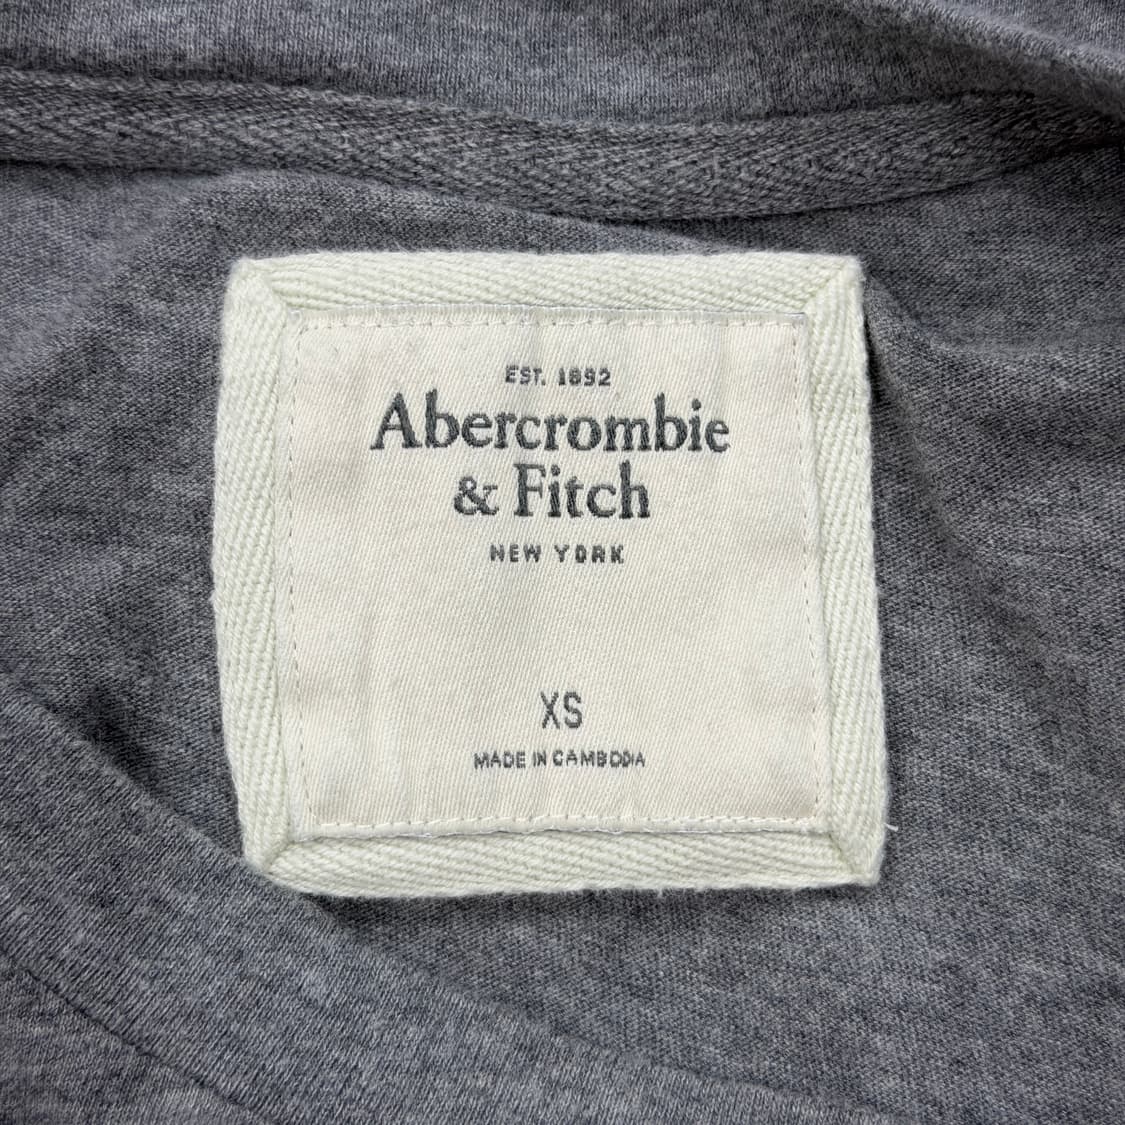 EST. 1892
Abercrombie
& Fitch
NEW YORK
XS
MADE IN CAMBODIA